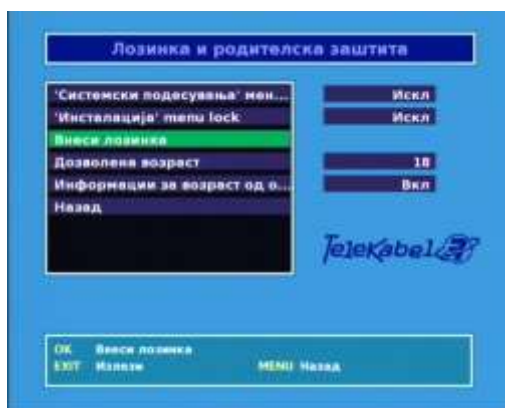 Лозинка и родителска заштита
'Системски подесувања' мен... Искл
'Инсталација' menu lock Искл
Внеси лозинка
Дозволена возраст 18
Информации за возраст од о... Вкл
Назад
Telekabel
OK Внеси лозинка
EXIT Излези MENU Назад